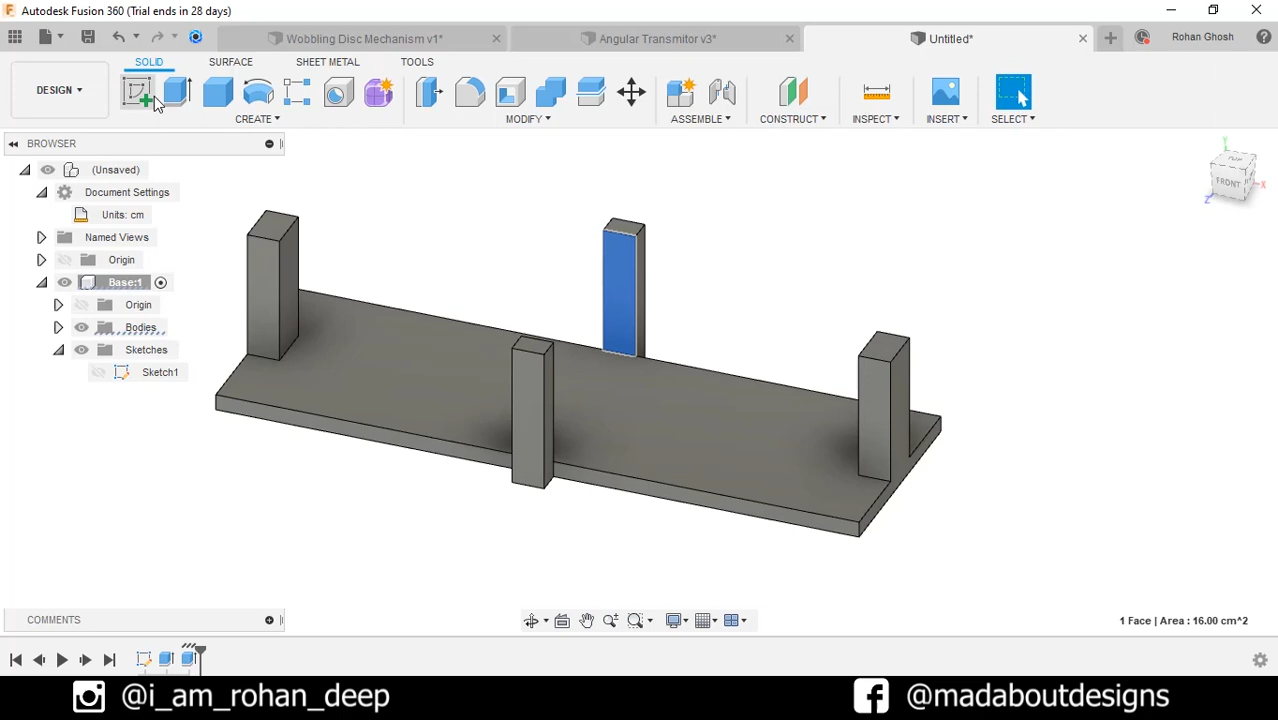 Autodesk Fusion 360 (Trial ends in 28 days)
Wobbling Disc Mechanism v1*
Angular Transmitor v3*
Untitled*
Rohan Ghosh
SOLID
SURFACE
SHEET METAL
TOOLS
DESIGN
CREATE
MODIFY
ASSEMBLE
CONSTRUCT
INSPECT
INSERT
SELECT
BROWSER
(Unsaved)
Document Settings
Units: cm
Named Views
Origin
Base:1
Origin
Bodies
Sketches
Sketch1
TOP
FRONT
Y
X
Z
COMMENTS
1 Face | Area : 16.00 cm^2
@i_am_rohan_deep
@madaboutdesigns